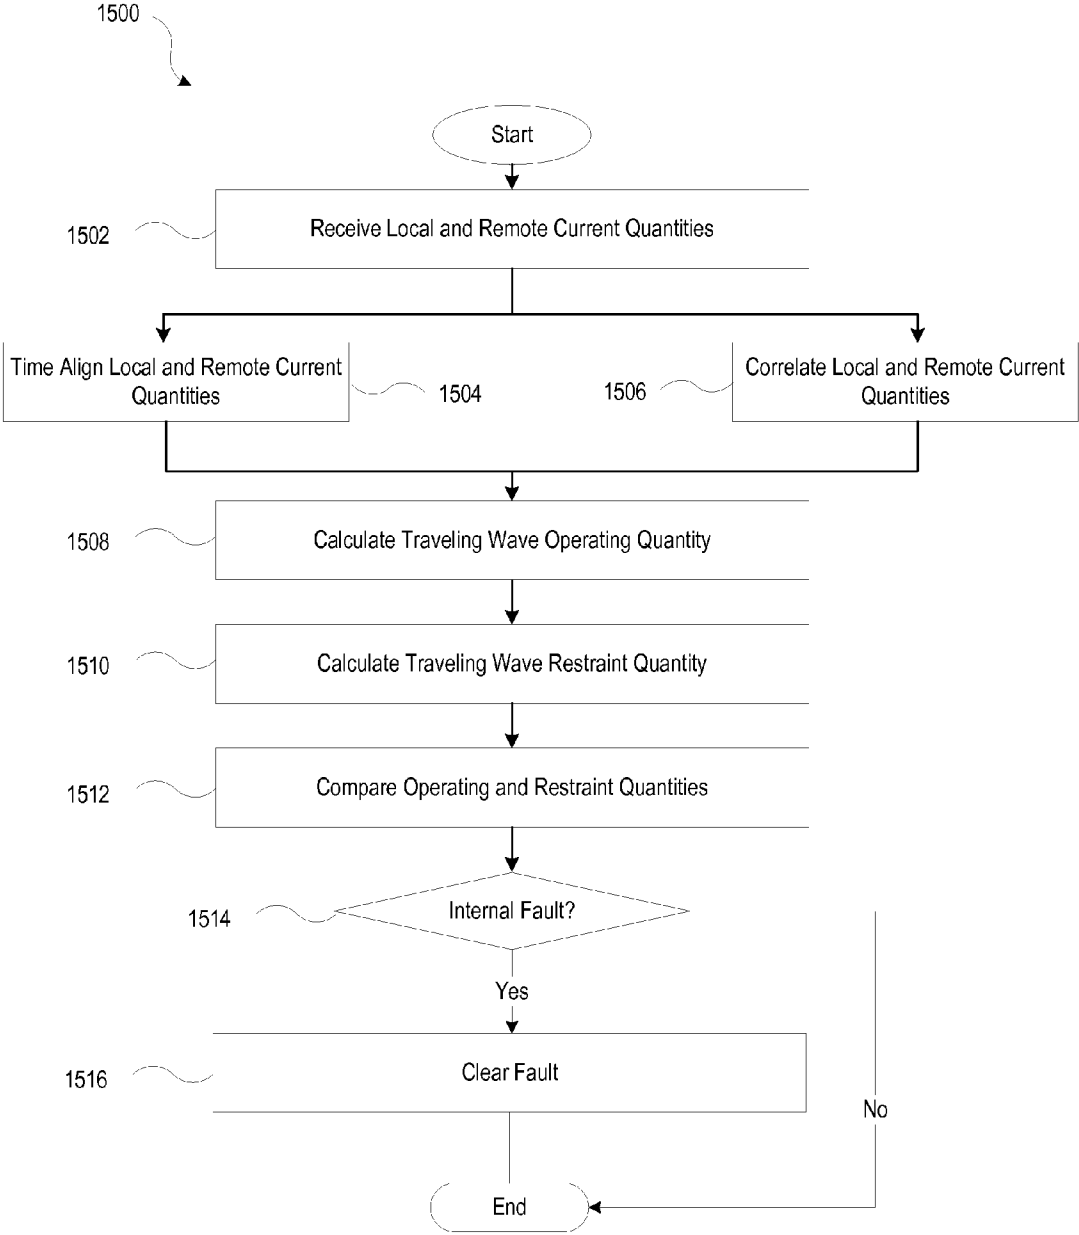 1500
Start
1502
Receive Local and Remote Current Quantities
Time Align Local and Remote Current
Quantities
1504
1506
Correlate Local and Remote Current
Quantities
1508
Calculate Traveling Wave Operating Quantity
1510
Calculate Traveling Wave Restraint Quantity
1512
Compare Operating and Restraint Quantities
1514
Internal Fault?
Yes
1516
Clear Fault
No
End